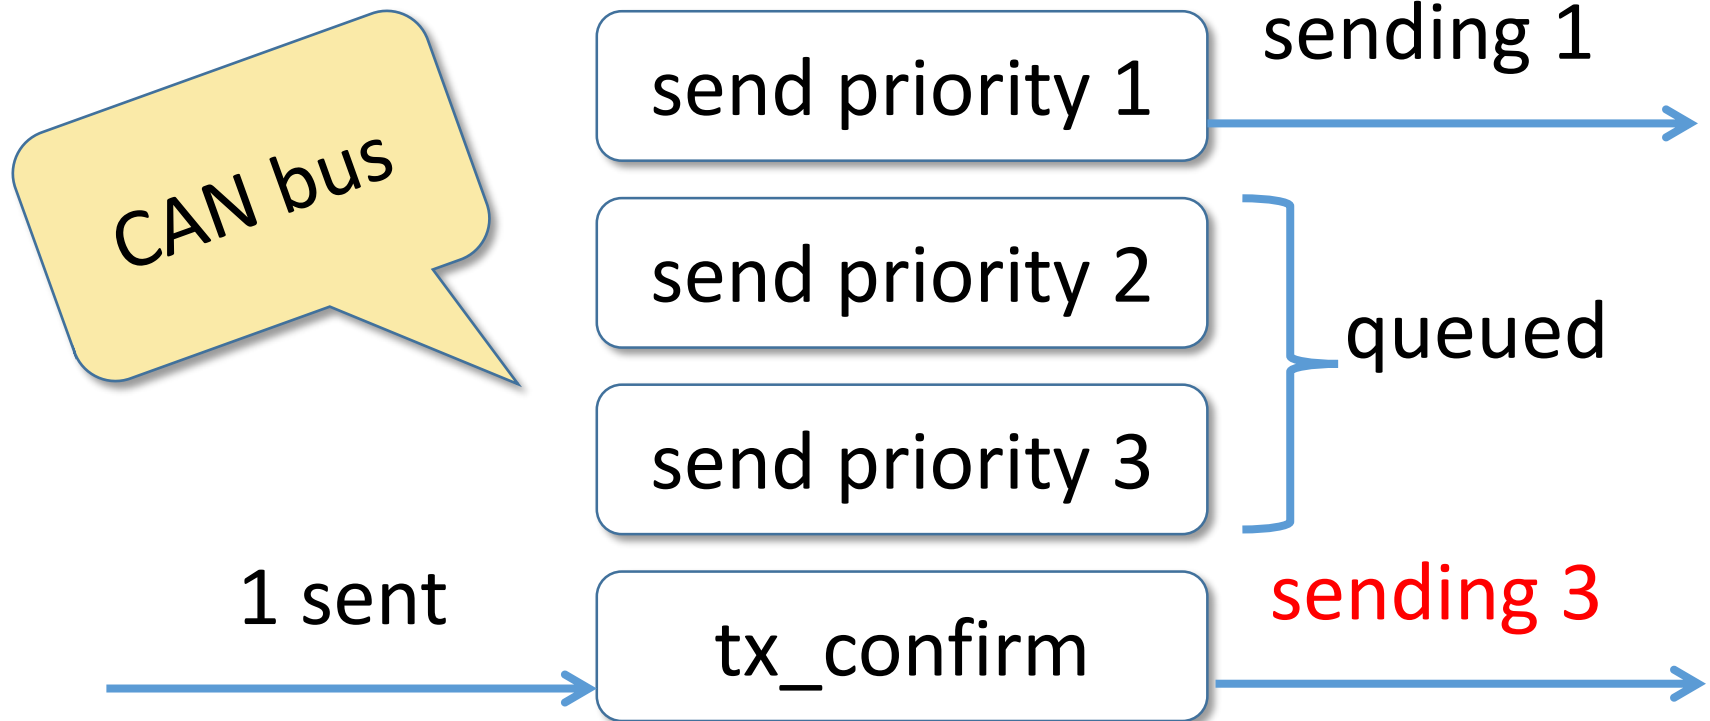 CAN bus
send priority 1
sending 1
send priority 2
queued
send priority 3
1 sent
tx_confirm
sending 3